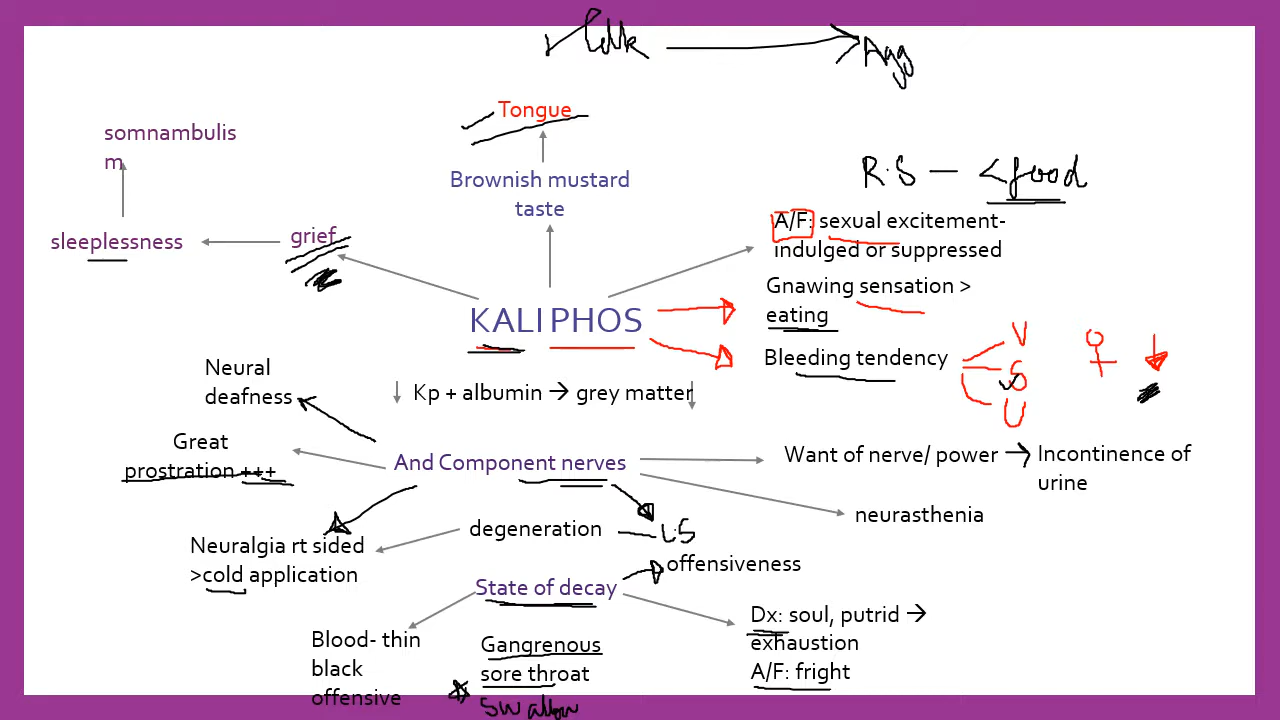 Talk
Agg
Tongue
somnambulis
m
Brownish mustard
taste
R.S – < food
A/F: sexual excitement-
indulged or suppressed
sleeplessness
grief
Gnawing sensation >
eating
KALI PHOS
Bleeding tendency
V
S
U
Neural
deafness
Kp + albumin → grey matter
Great
prostration +++
And Component nerves
Want of nerve/ power
Incontinence of
urine
neurasthenia
degeneration
L.S
Neuralgia rt sided
>cold application
offensiveness
State of decay
Dx: soul, putrid →
exhaustion
A/F: fright
Blood- thin
black
offensive
Gangrenous
sore throat
swallow